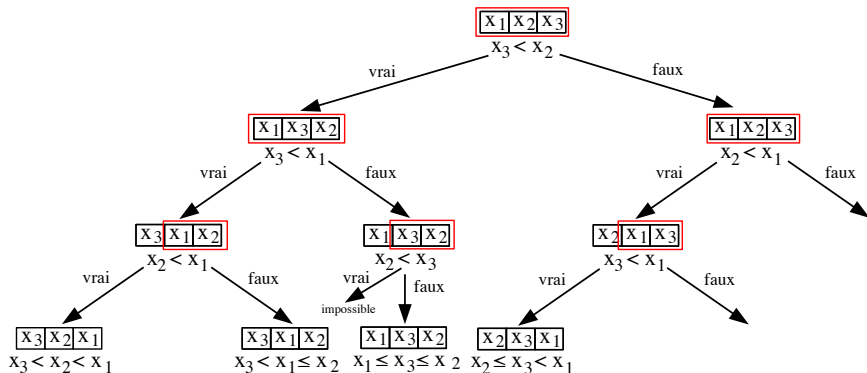 x₁ x₂ x₃
x₃ < x₂
vrai
faux
x₁ x₃ x₂
x₃ < x₁
x₁ x₂ x₃
x₂ < x₁
vrai
faux
vrai
faux
x₃ x₁ x₂
x₂ < x₁
x₁ x₃ x₂
x₂ < x₃
x₂ x₁ x₃
x₃ < x₁
vrai
faux
vrai
faux
vrai
faux
impossible
x₃ x₂ x₁
x₃ < x₂ < x₁
x₃ x₁ x₂
x₃ < x₁ ≤ x₂
x₁ x₃ x₂
x₁ ≤ x₃ ≤ x₂
x₂ x₃ x₁
x₂ ≤ x₃ < x₁